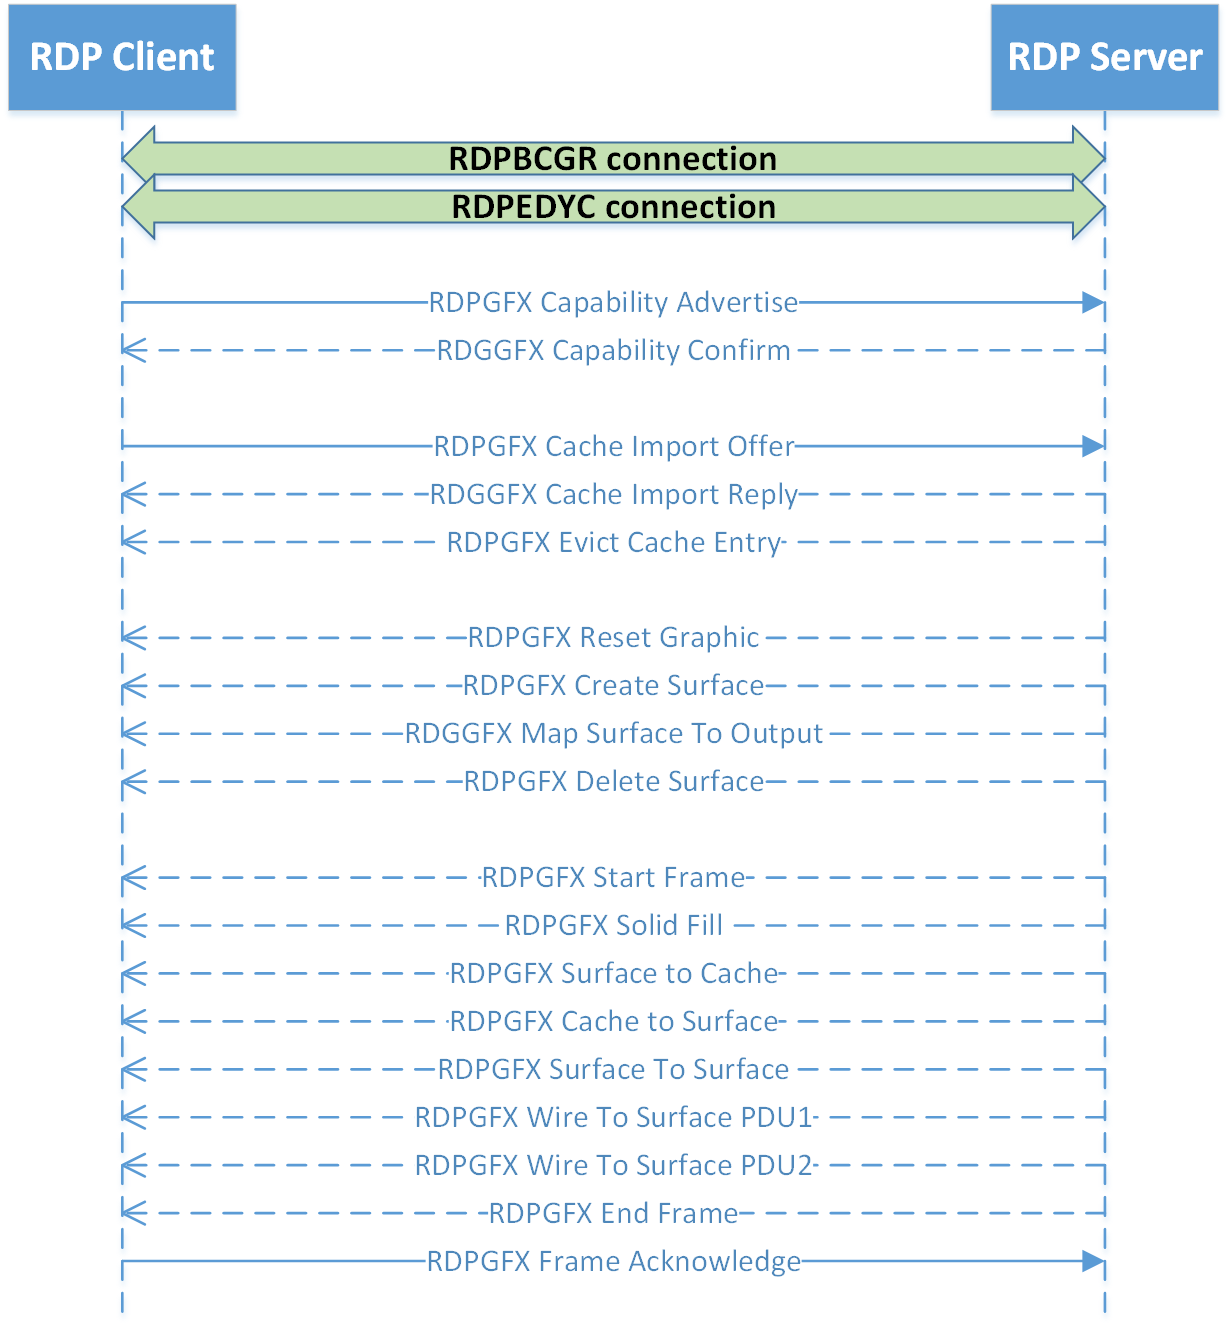 RDP Client
RDP Server
RDPBCGR connection
RDPEDYC connection
RDPGFX Capability Advertise
RDGGFX Capability Confirm
RDPGFX Cache Import Offer
RDGGFX Cache Import Reply
RDPGFX Evict Cache Entry
RDPGFX Reset Graphic
RDPGFX Create Surface
RDGGFX Map Surface To Output
RDPGFX Delete Surface
RDPGFX Start Frame
RDPGFX Solid Fill
RDPGFX Surface to Cache
RDPGFX Cache to Surface
RDPGFX Surface To Surface
RDPGFX Wire To Surface PDU1
RDPGFX Wire To Surface PDU2
RDPGFX End Frame
RDPGFX Frame Acknowledge